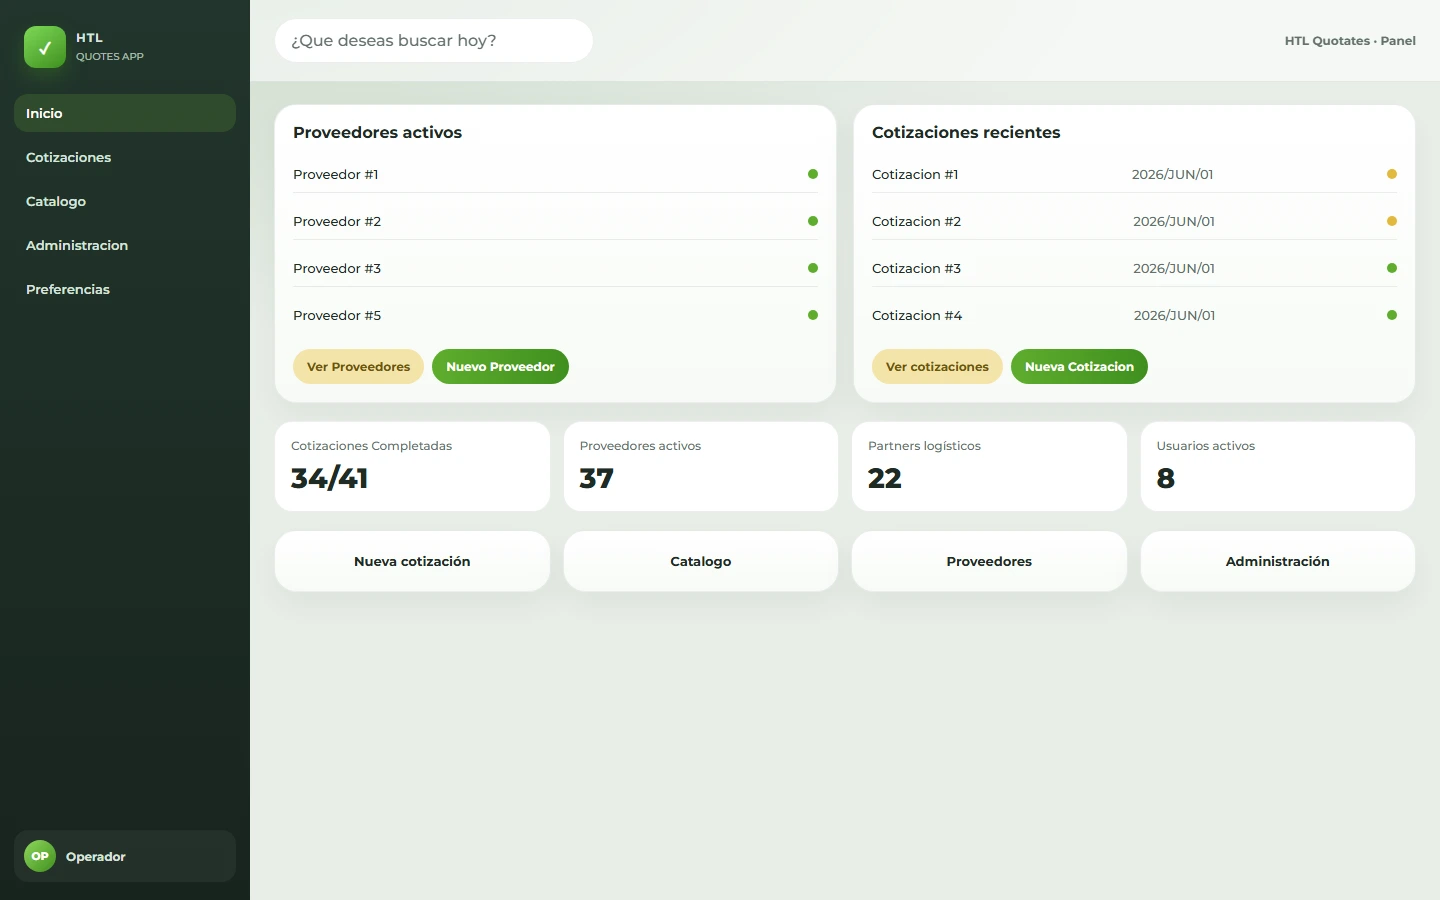 HTL
QUOTES APP
Inicio
Cotizaciones
Catalogo
Administracion
Preferencias
OP
Operador
¿Que deseas buscar hoy?
HTL Quotates · Panel
Proveedores activos
Proveedor #1
Proveedor #2
Proveedor #3
Proveedor #5
Ver Proveedores
Nuevo Proveedor
Cotizaciones recientes
Cotizacion #1 2026/JUN/01
Cotizacion #2 2026/JUN/01
Cotizacion #3 2026/JUN/01
Cotizacion #4 2026/JUN/01
Ver cotizaciones
Nueva Cotizacion
Cotizaciones Completadas
34/41
Proveedores activos
37
Partners logísticos
22
Usuarios activos
8
Nueva cotización
Catalogo
Proveedores
Administración